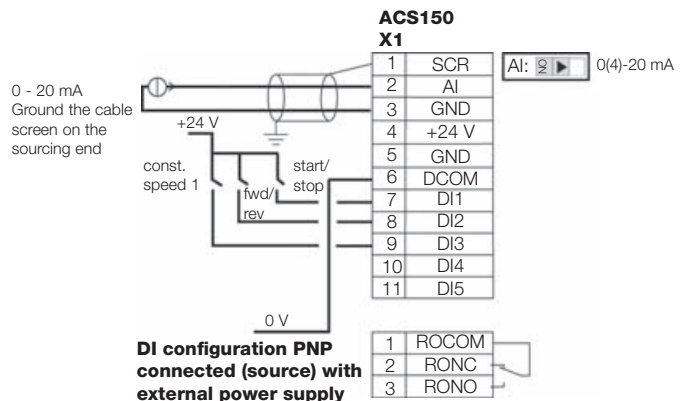 ACS150
X1
1 SCR
AI: ON 0(4)-20 mA
2 AI
0 - 20 mA
Ground the cable
screen on the
sourcing end
3 GND
+24 V
4 +24 V
5 GND
const.
speed 1
fwd/
rev
start/
stop
6 DCOM
7 DI1
8 DI2
9 DI3
10 DI4
11 DI5
0 V
DI configuration PNP
connected (source) with
external power supply
1 ROCOM
2 RONC
3 RONO